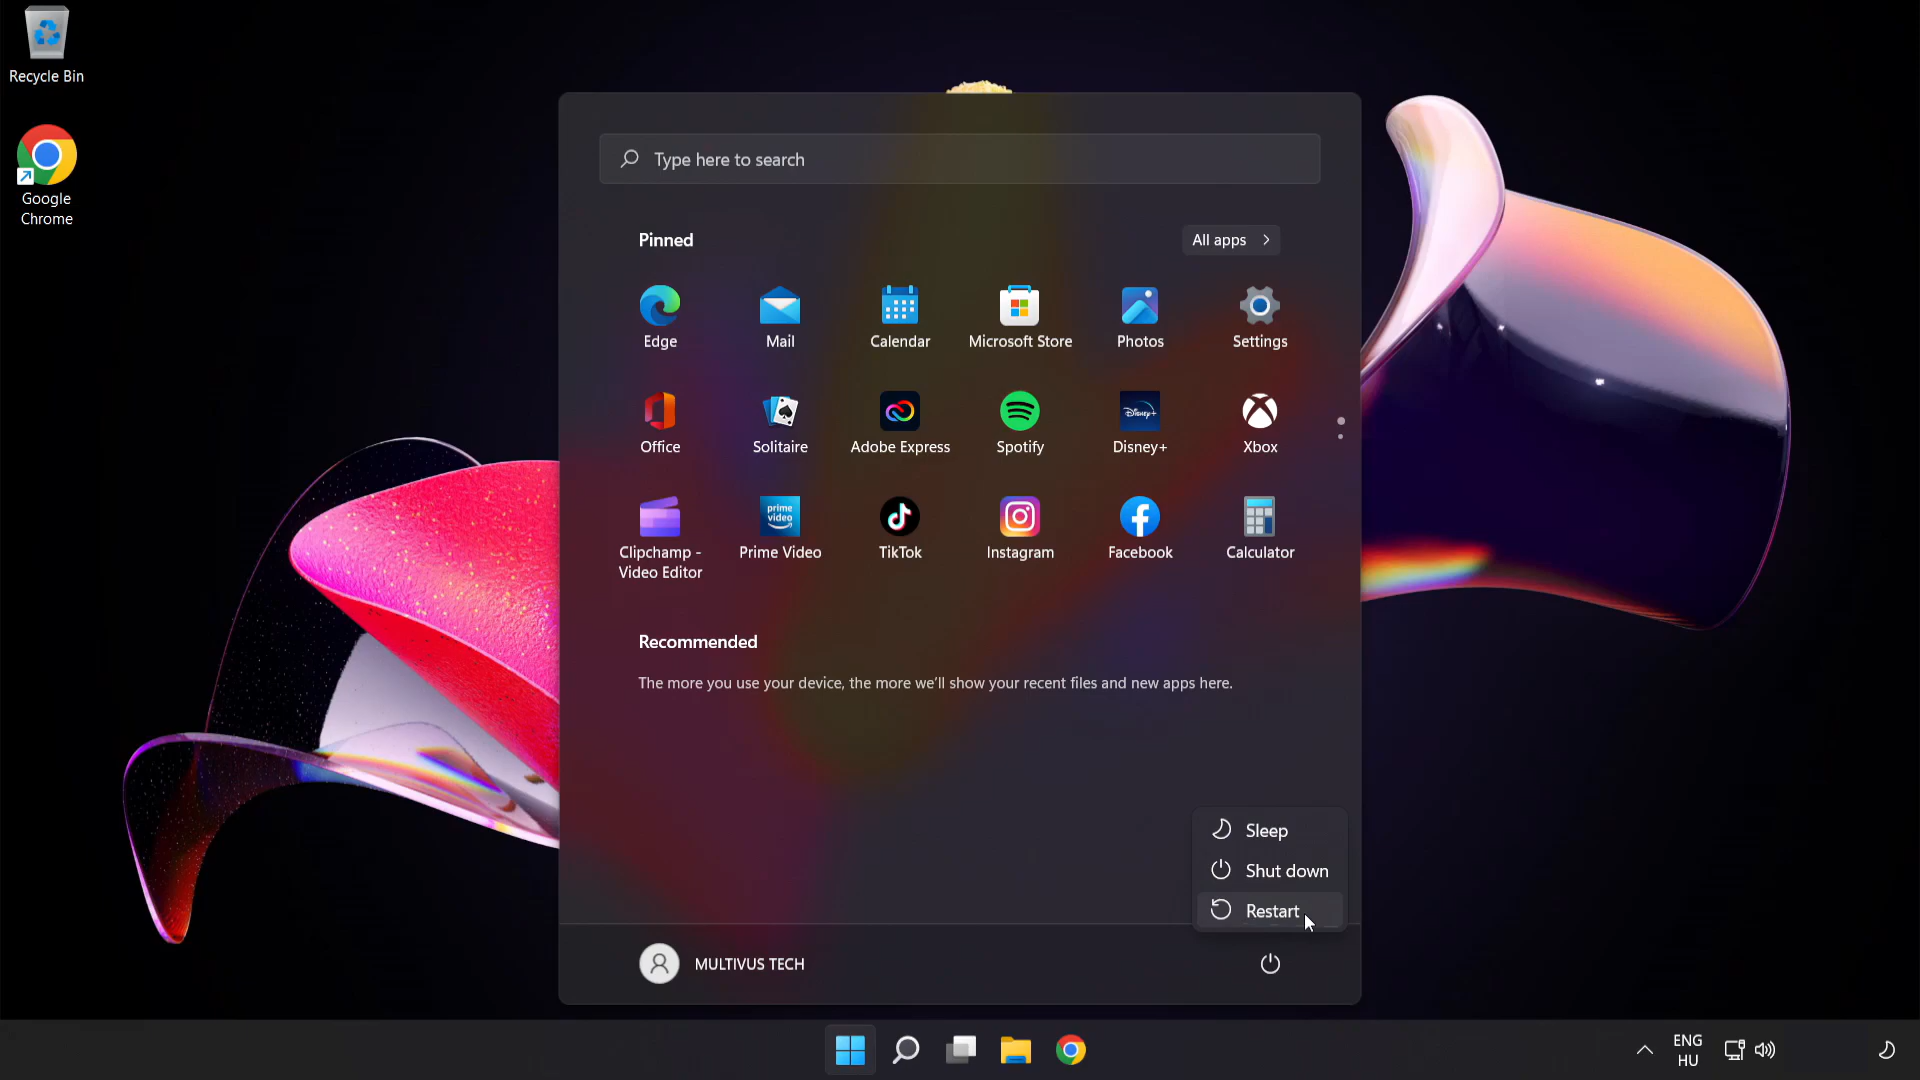 Recycle Bin
Google
Chrome
Type here to search
Pinned
All apps
Edge
Mail
Calendar
Microsoft Store
Photos
Settings
Office
Solitaire
Adobe Express
Disney+
Spotify
Disney+
Xbox
prime
video
Clipchamp -
Video Editor
Prime Video
TikTok
Instagram
Facebook
Calculator
Recommended
The more you use your device, the more we’ll show your recent files and new apps here.
Sleep
Shut down
Restart
MULTIVUS TECH
ENG
HU